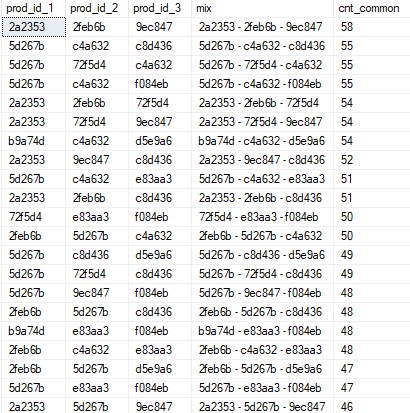 prod_id_1 prod_id_2 prod_id_3 mix cnt_common
2a2353 2feb6b 9ec847 2a2353 - 2feb6b - 9ec847 58
5d267b c4a632 c8d436 5d267b - c4a632 - c8d436 55
5d267b 72f5d4 c4a632 5d267b - 72f5d4 - c4a632 55
5d267b c4a632 f084eb 5d267b - c4a632 - f084eb 55
2a2353 2feb6b 72f5d4 2a2353 - 2feb6b - 72f5d4 54
2a2353 72f5d4 9ec847 2a2353 - 72f5d4 - 9ec847 54
b9a74d c4a632 d5e9a6 b9a74d - c4a632 - d5e9a6 54
2a2353 9ec847 c8d436 2a2353 - 9ec847 - c8d436 52
5d267b c4a632 e83aa3 5d267b - c4a632 - e83aa3 51
2a2353 2feb6b c8d436 2a2353 - 2feb6b - c8d436 51
72f5d4 e83aa3 f084eb 72f5d4 - e83aa3 - f084eb 50
2feb6b 5d267b c4a632 2feb6b - 5d267b - c4a632 50
5d267b c8d436 d5e9a6 5d267b - c8d436 - d5e9a6 49
5d267b 72f5d4 c8d436 5d267b - 72f5d4 - c8d436 49
5d267b 9ec847 f084eb 5d267b - 9ec847 - f084eb 48
2feb6b 5d267b c8d436 2feb6b - 5d267b - c8d436 48
b9a74d e83aa3 f084eb b9a74d - e83aa3 - f084eb 48
2feb6b c4a632 e83aa3 2feb6b - c4a632 - e83aa3 48
2feb6b 5d267b d5e9a6 2feb6b - 5d267b - d5e9a6 47
5d267b e83aa3 f084eb 5d267b - e83aa3 - f084eb 47
2a2353 5d267b 9ec847 2a2353 - 5d267b - 9ec847 46